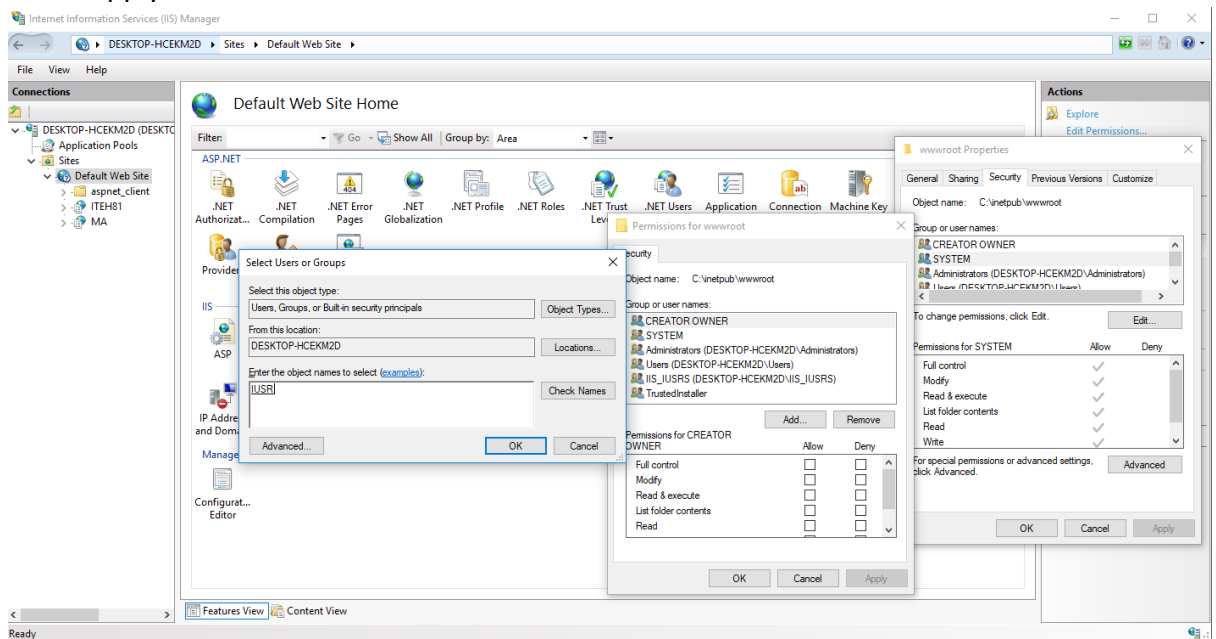 Internet Information Services (IIS) Manager
DESKTOP-HCEKM2D Sites Default Web Site
File View Help
Connections
DESKTOP-HCEKM2D (DESKTC
Application Pools
Sites
Default Web Site
aspnet_client
ITEH81
MA
Default Web Site Home
Filter: Go Show All Group by: Area
ASP.NET
.NET Authorizat...
.NET Compilation
.NET Error Pages
.NET Globalization
.NET Profile
.NET Roles
.NET Trust Lev
.NET Users
Application
Connection
Machine Key
Provider
IIS
ASP
IP Addre
and Doma
Manage
Configurat...
Editor
Features View Content View
Ready
Actions
Explore
Edit Permissions...
Select Users or Groups
Select this object type:
Users, Groups, or Built-in security principals
Object Types...
From this location:
DESKTOP-HCEKM2D
Locations...
Enter the object names to select (examples):
IUSR
Check Names
Advanced... OK Cancel
Permissions for wwwroot
ecurity
Object name: C:\inetpub\wwwroot
Group or user names:
CREATOR OWNER
SYSTEM
Administrators (DESKTOP-HCEKM2D\Administrators)
Users (DESKTOP-HCEKM2D\Users)
IIS_IUSRS (DESKTOP-HCEKM2D\IIS_IUSRS)
TrustedInstaller
Add... Remove
Permissions for CREATOR
OWNER Allow Deny
Full control
Modify
Read & execute
List folder contents
Read
OK Cancel Apply
wwwroot Properties
General Sharing Security Previous Versions Customize
Object name: C:\inetpub\wwwroot
Group or user names:
CREATOR OWNER
SYSTEM
Administrators (DESKTOP-HCEKM2D\Administrators)
Users (DESKTOP-HCEKM2D\Users)
To change permissions, click Edit.
Edit...
Permissions for SYSTEM Allow Deny
Full control
Modify
Read & execute
List folder contents
Read
Write
For special permissions or advanced settings,
click Advanced.
Advanced
OK Cancel Apply